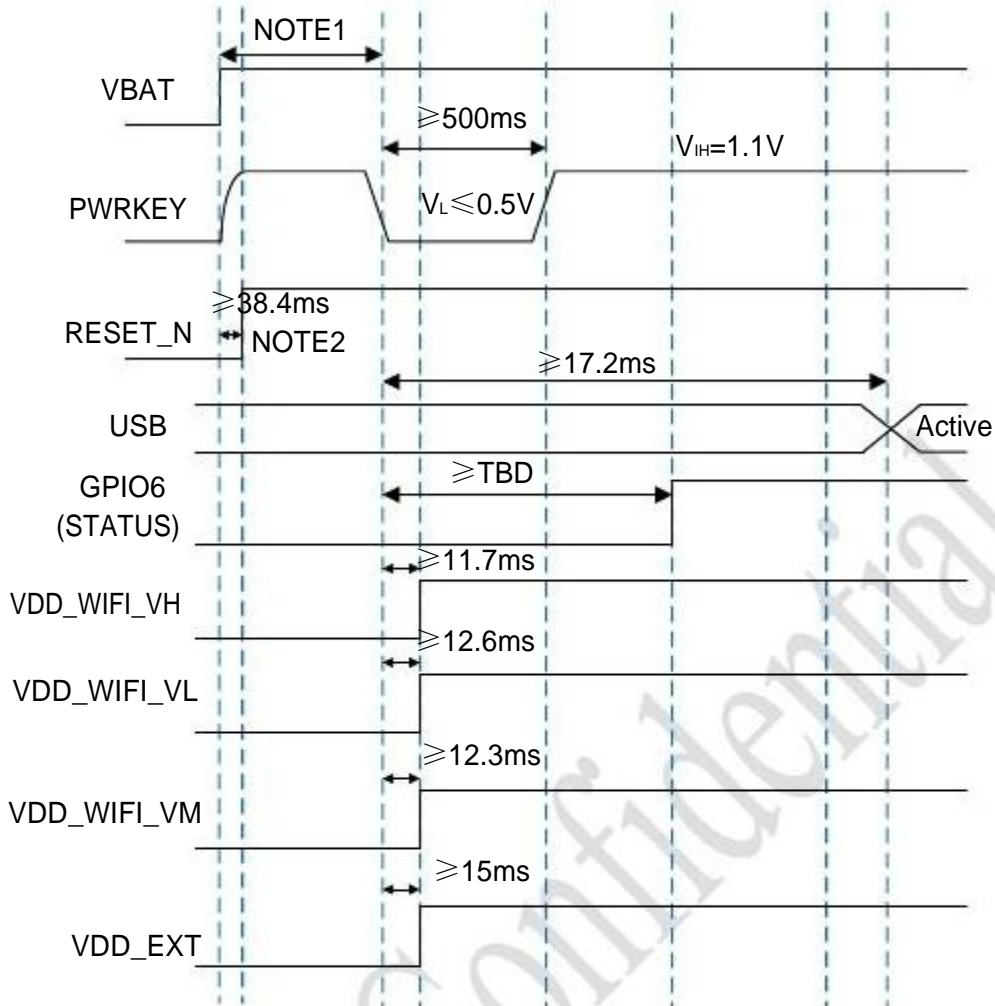 NOTE1
VBAT
≥500ms
VIH=1.1V
PWRKEY
VL≤0.5V
≥38.4ms
RESET_N
NOTE2
≥17.2ms
USB
Active
GPIO6
(STATUS)
≥TBD
≥11.7ms
VDD_WIFI_VH
≥12.6ms
VDD_WIFI_VL
≥12.3ms
VDD_WIFI_VM
≥15ms
VDD_EXT
Confidential